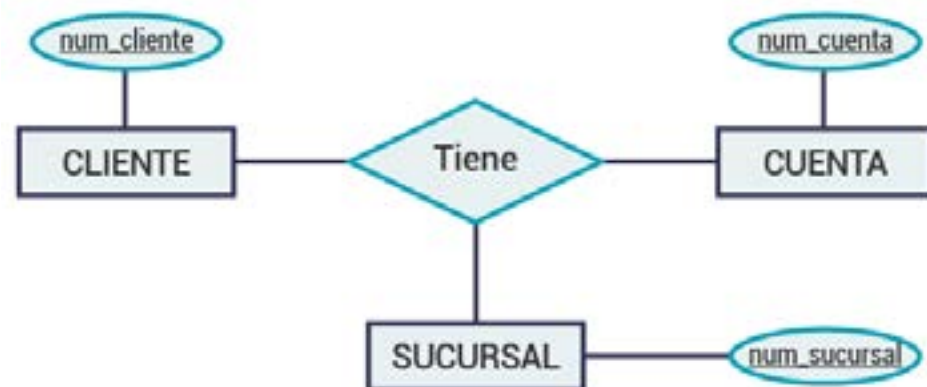 num_cliente
num_cuenta
CLIENTE
Tiene
CUENTA
SUCURSAL
num_sucursal